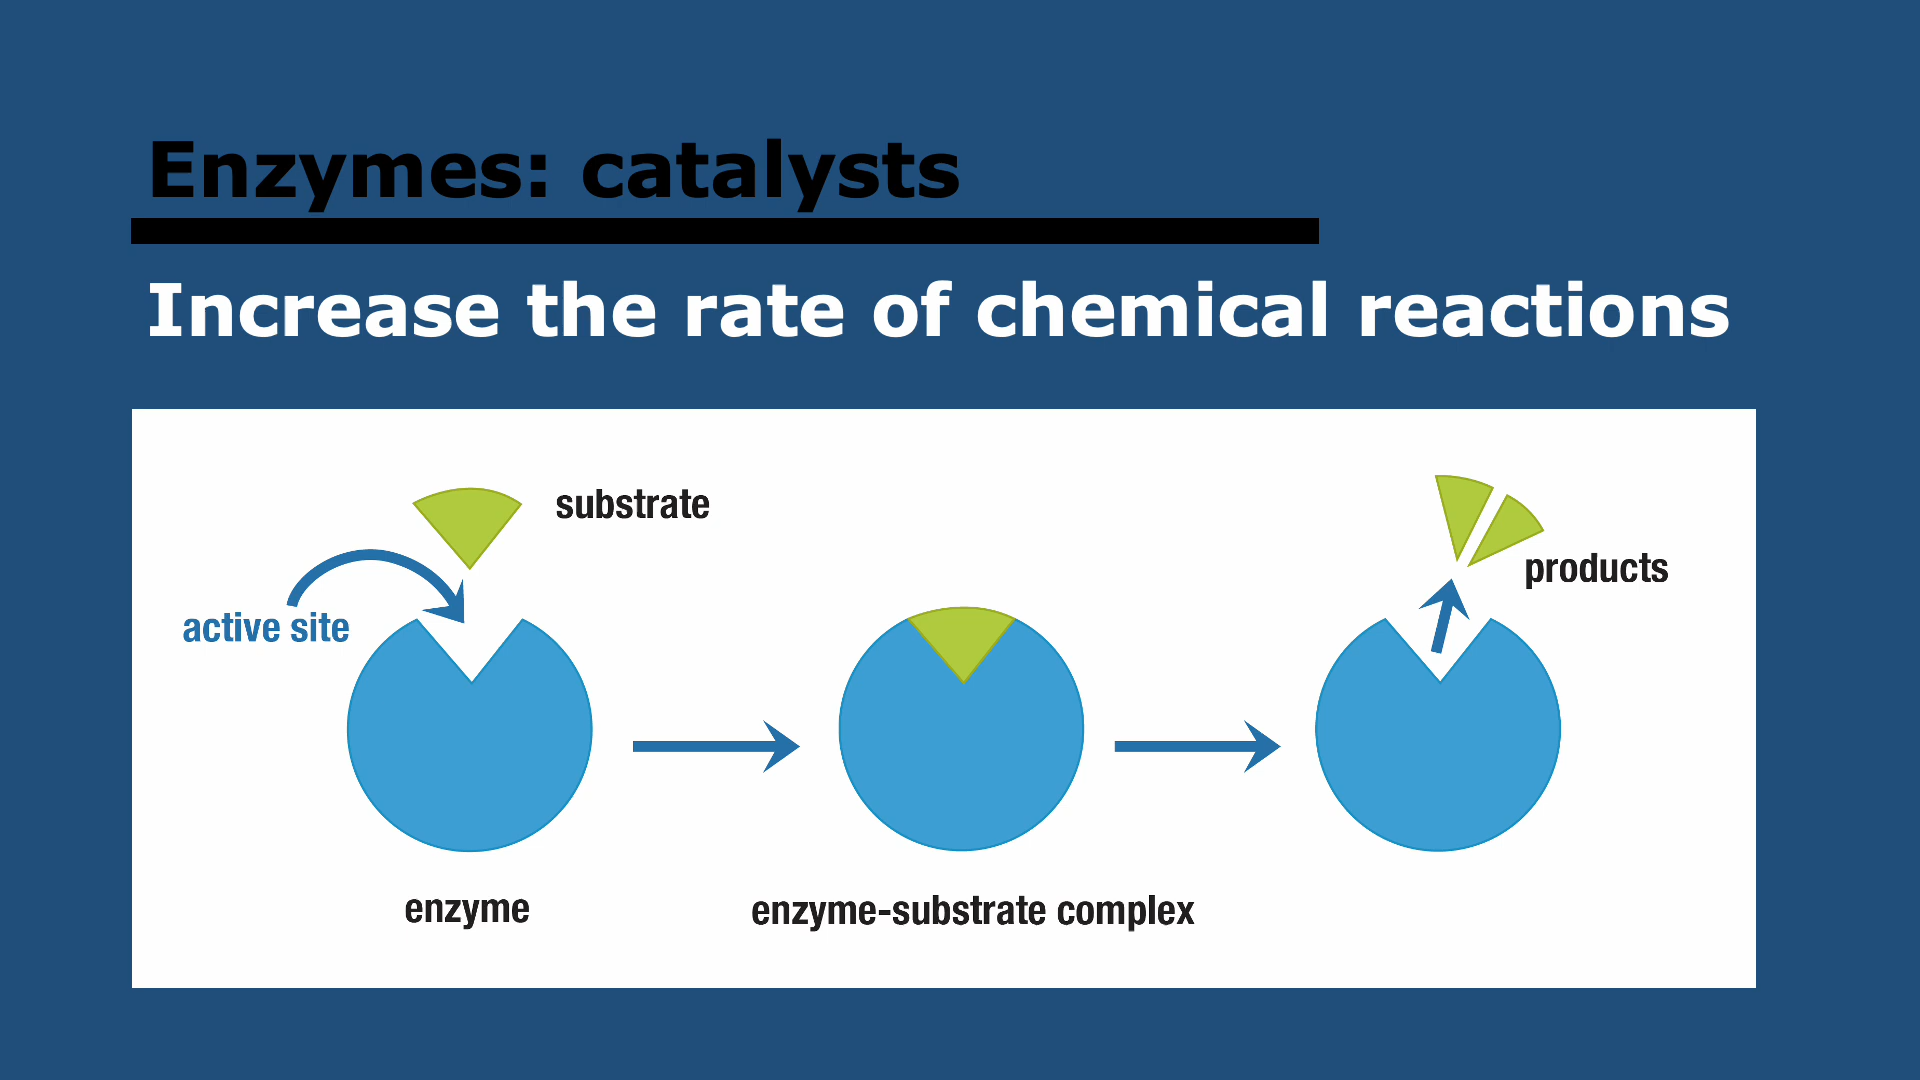 Enzymes: catalysts
Increase the rate of chemical reactions
substrate
active site
products
enzyme
enzyme-substrate complex